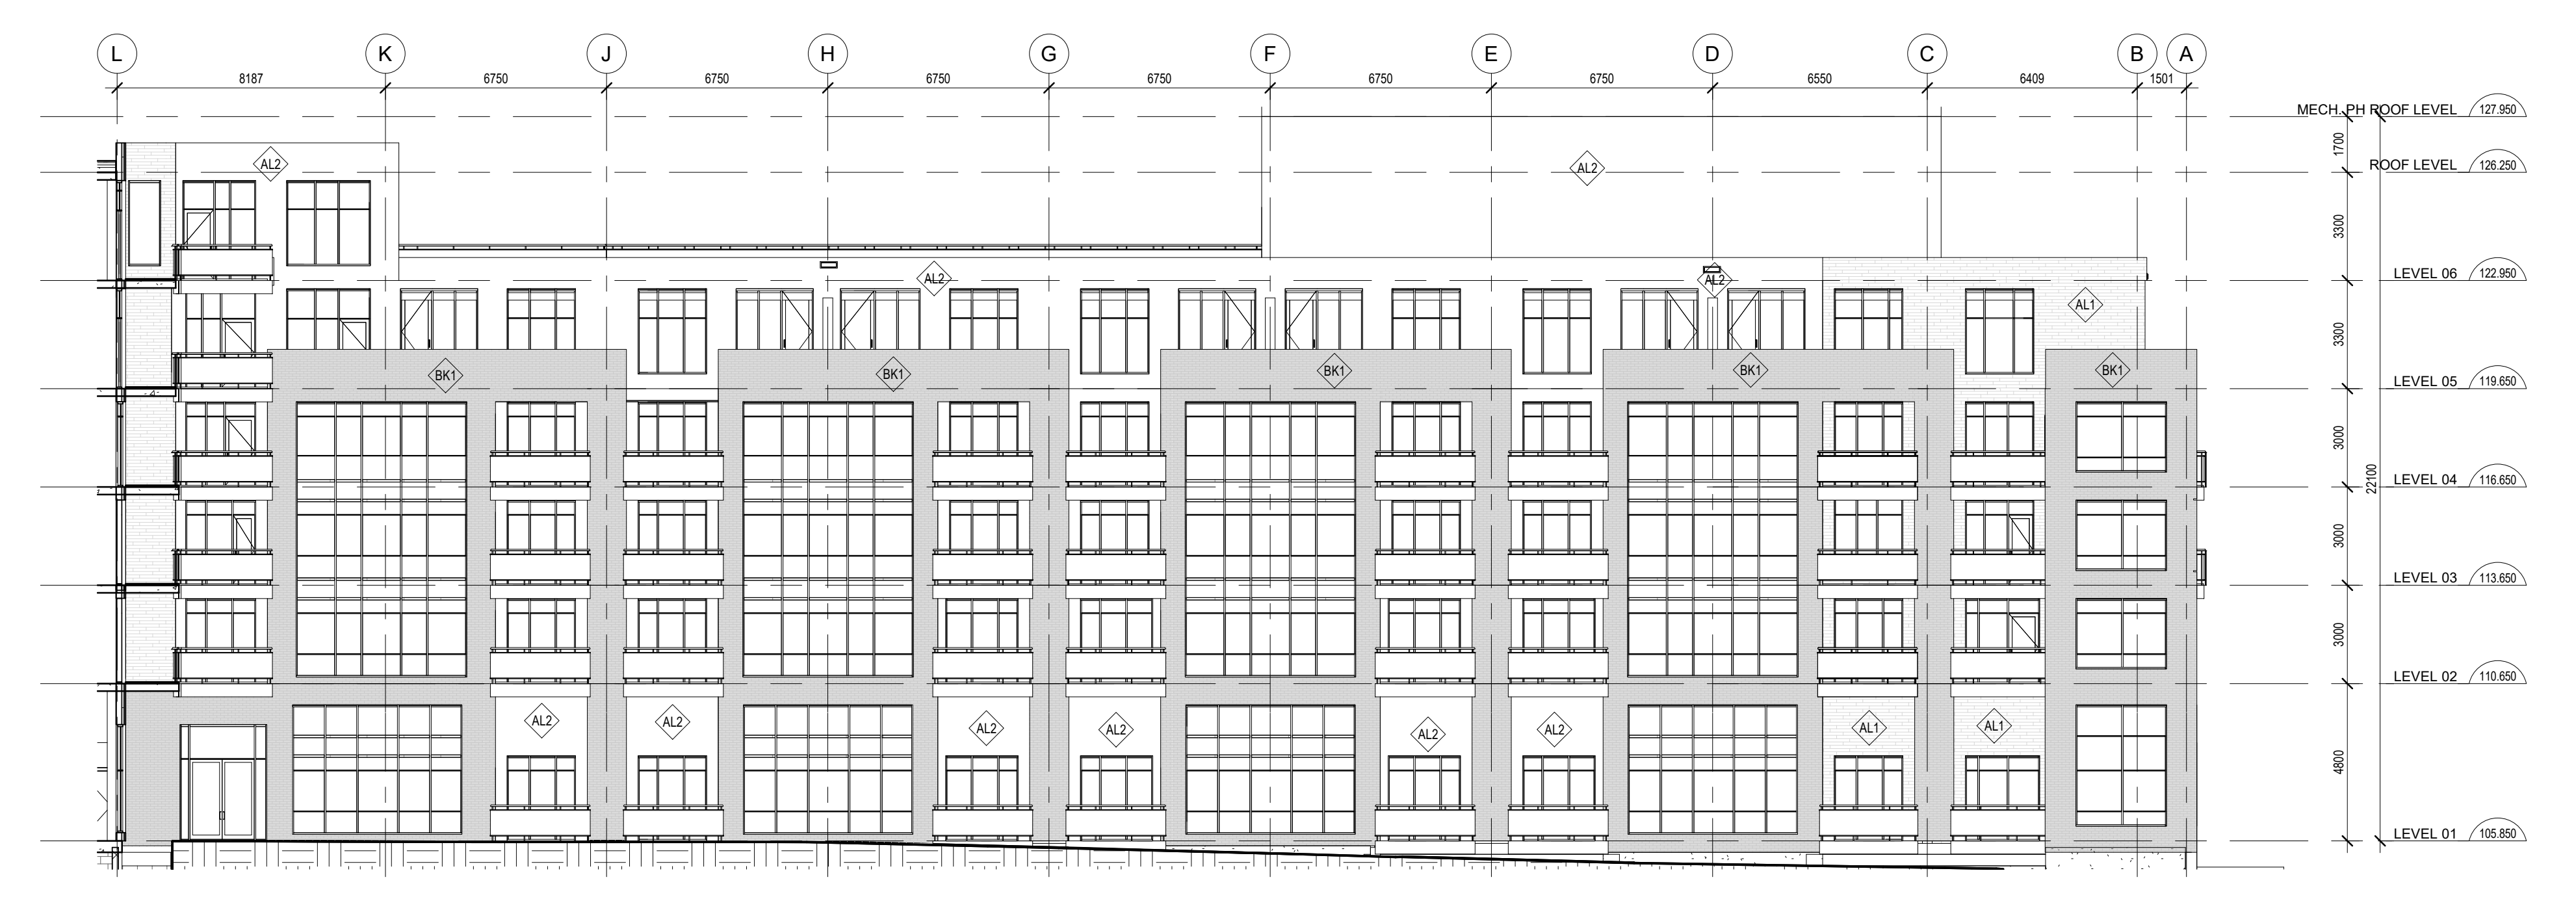 L K J H G F E D C B A
8187 6750 6750 6750 6750 6750 6750 6550 6409 1501
MECH. PH ROOF LEVEL 127.950
1700
AL2 AL2
ROOF LEVEL 126.250
3300
AL2 AL2
LEVEL 06 122.950
AL1
3300
BK1 BK1 BK1 BK1 BK1
LEVEL 05 119.650
3000
LEVEL 04 116.650
22100
3000
LEVEL 03 113.650
3000
LEVEL 02 110.650
AL2 AL2 AL2 AL2 AL2 AL2 AL1 AL1
4800
LEVEL 01 105.850